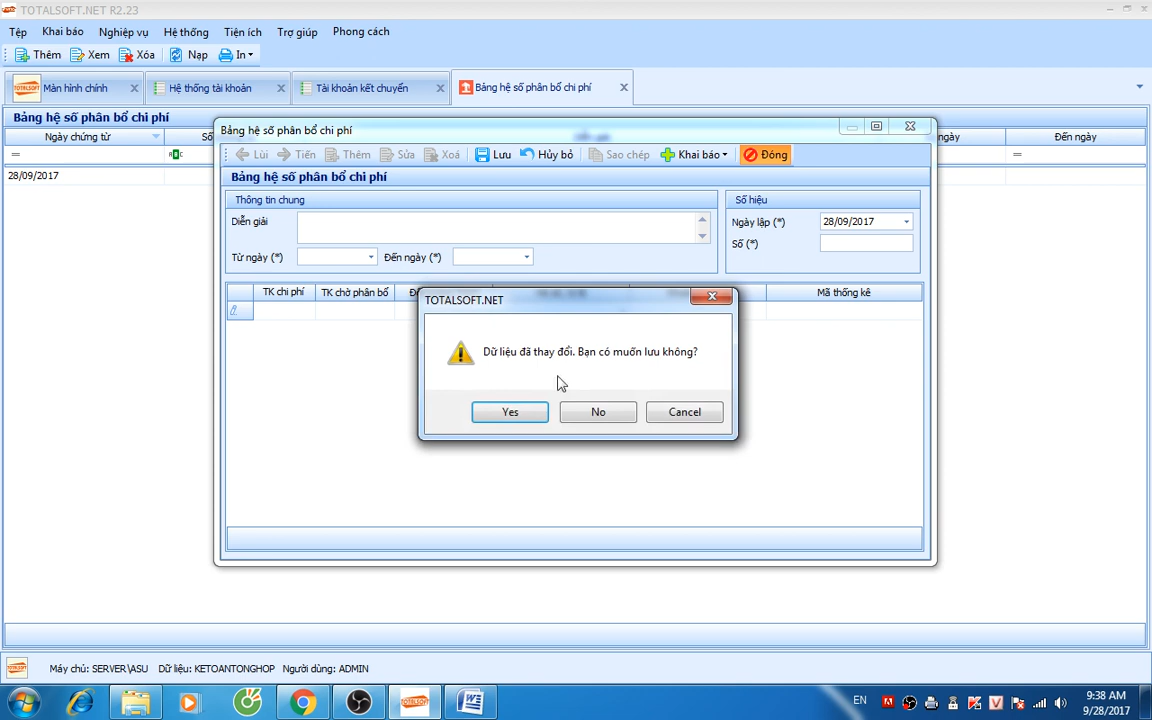 TOTALSOFT.NET R2.23
Tệp Khai báo Nghiệp vụ Hệ thống Tiện ích Trợ giúp Phong cách
Thêm Xem Xóa Nạp In
TOTALSOFT Màn hình chính Hệ thống tài khoản Tài khoản kết chuyển Bảng hệ số phân bổ chi phí
Bảng hệ số phân bổ chi phí
Ngày chứng từ Số ngày Đến ngày
= =
28/09/2017
Bảng hệ số phân bổ chi phí
Lùi Tiến Thêm Sửa Xoá Lưu Hủy bỏ Sao chép Khai báo Đóng
Bảng hệ số phân bổ chi phí
Thông tin chung Số hiệu
Diễn giải Ngày lập (*) 28/09/2017
Số (*)
Từ ngày (*) Đến ngày (*)
TK chi phí TK chờ phân bổ Mã thống kê
TOTALSOFT.NET
Dữ liệu đã thay đổi. Bạn có muốn lưu không?
Yes No Cancel
Máy chủ: SERVER\ASU Dữ liệu: KETOANTONGHOP Người dùng: ADMIN
EN 9:38 AM
9/28/2017